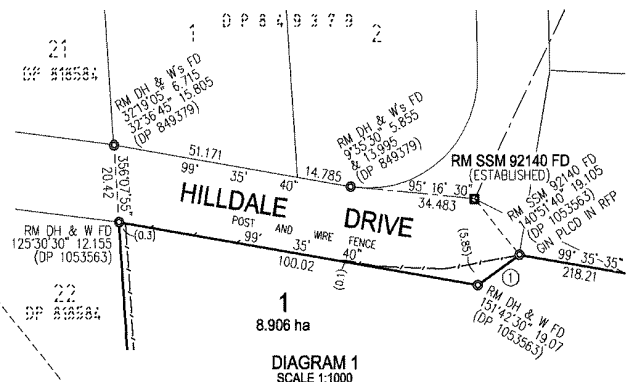 DP849379
21
DP 818584
1
2
RM DH & W's FD
32°19'05" 6.715
32°36'45" 15.805
(DP 849379)
RM DH & W's FD
9°35'30" 5.855
& 13.995
(DP 849379)
RM SSM 92140 FD
(ESTABLISHED)
RM SSM 92140 FD
140°51'40" 19.105
(DP 1053563)
GIN PLCD IN RFP
51.171
99° 35' 40"
14.785
95° 16' 30"
34.483
356°07'55"
20.42
HILLDALE DRIVE
RM DH & W FD
125°30'30" 12.155
(DP 1053563)
(0.3)
POST AND WIRE FENCE
99° 35' 40"
100.02
(1.0)
(5.85)
1
99° 35' 35"
218.21
RM DH & W FD
151°42'30" 19.07
(DP 1053563)
22
DP 818584
1
8.906 ha
DIAGRAM 1
SCALE 1:1000